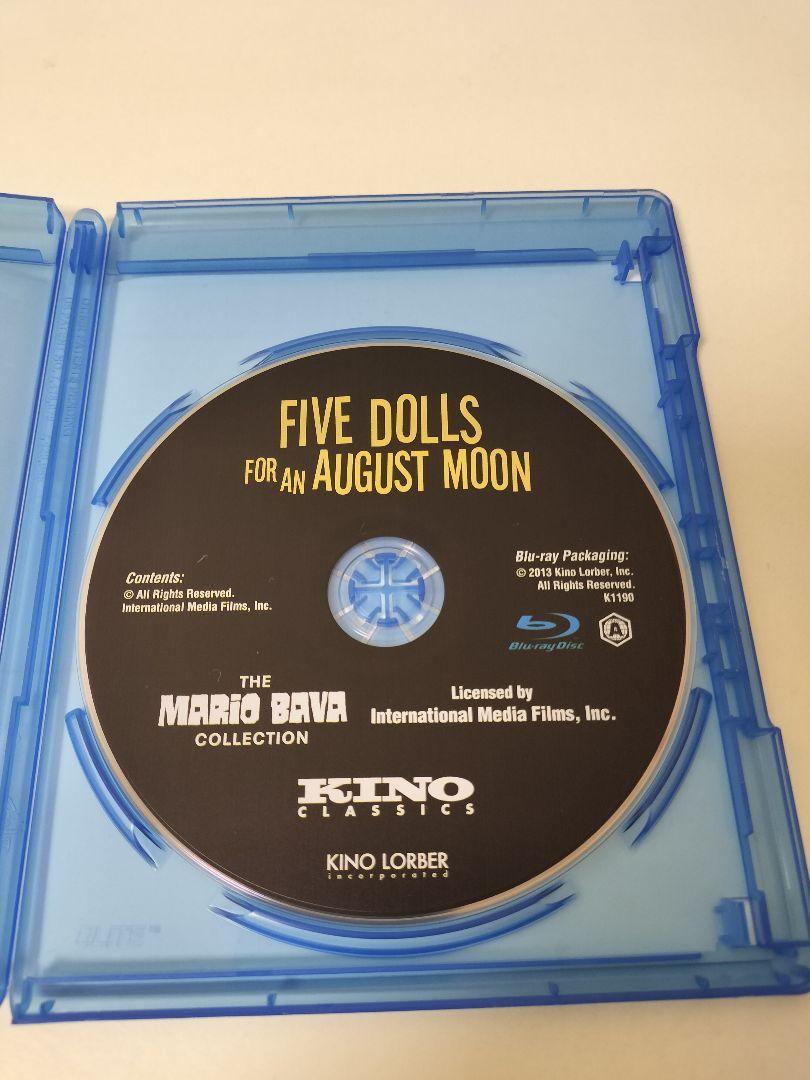 FIVE DOLLS
FOR AN AUGUST MOON
Contents:
© All Rights Reserved.
International Media Films, Inc.
Blu-ray Packaging:
© 2013 Kino Lorber, Inc.
All Rights Reserved.
K1190
Blu-ray Disc
A
THE
MARIO BAVA
COLLECTION
Licensed by
International Media Films, Inc.
KINO
CLASSICS
KINO LORBER
incorporated